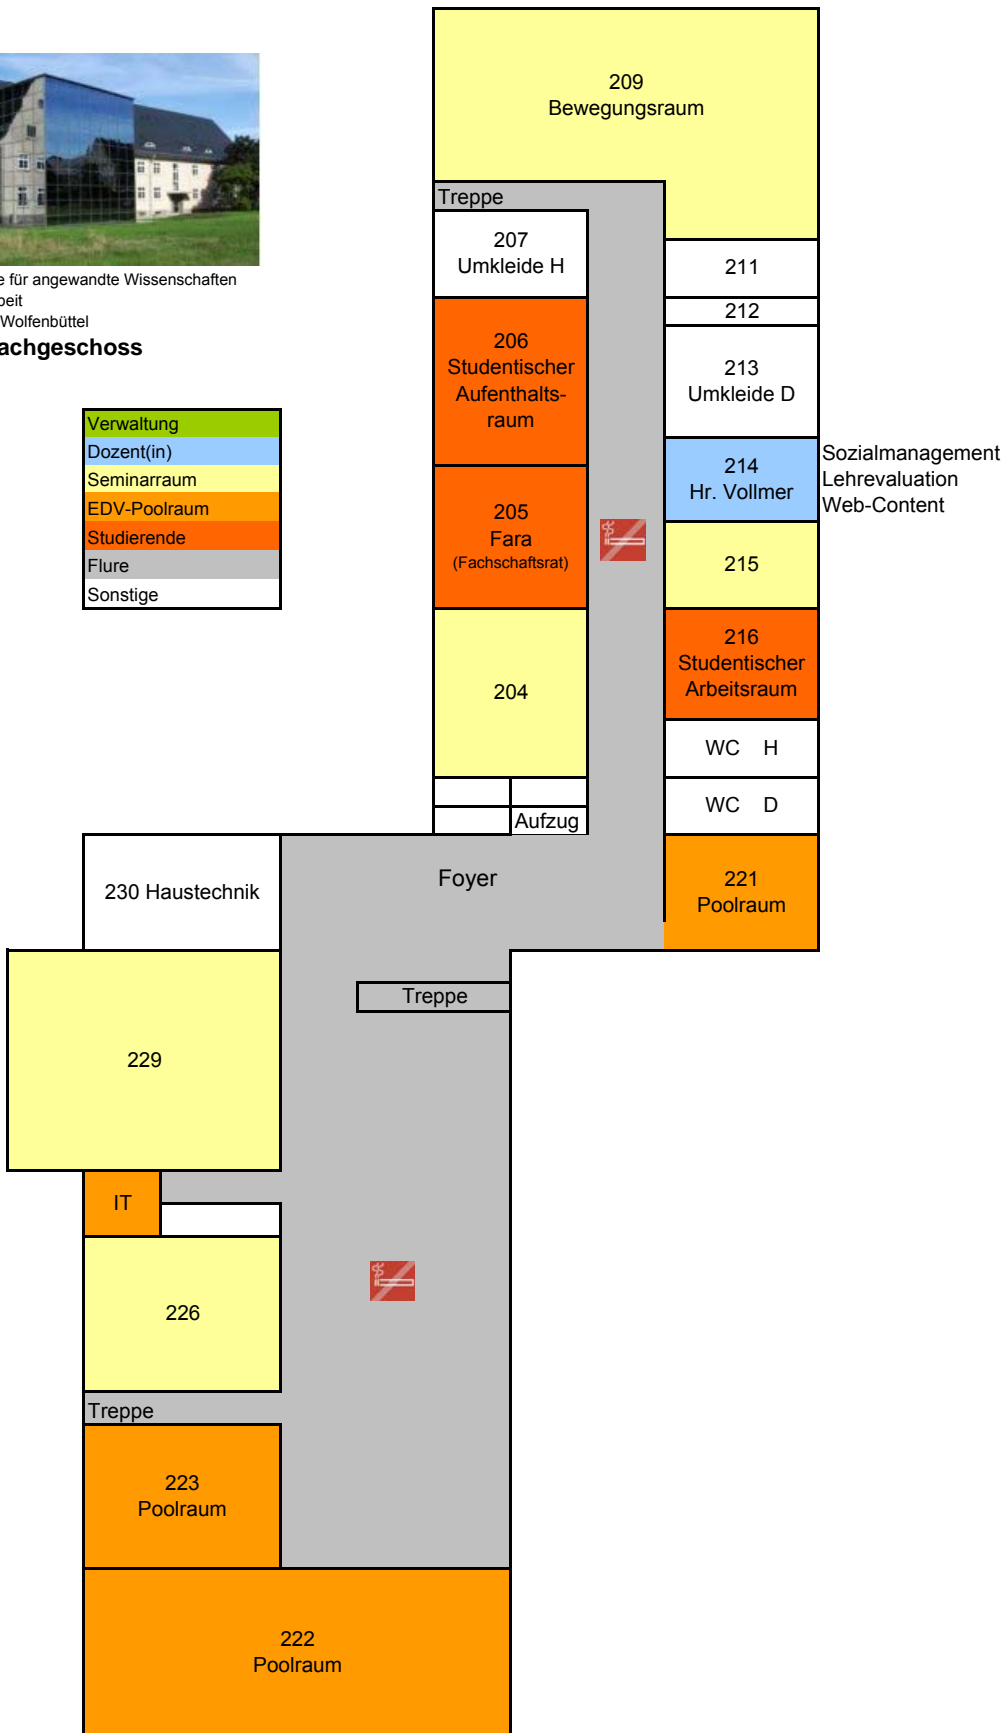 209
Bewegungsraum
Treppe
207
Umkleide H
211
für angewandte Wissenschaften
212
Wolfenbüttel
206
Studentischer
Aufenthalts-
raum
213
Umkleide D
Verwaltung
Dozent(in)
Seminarraum
EDV-Poolraum
Studierende
Flure
Sonstige
214
Hr. Vollmer
Sozialmanagement
Lehrevaluation
Web-Content
205
Fara
(Fachschaftsrat)
215
216
Studentischer
Arbeitsraum
204
WC H
WC D
Aufzug
230 Haustechnik
Foyer
221
Poolraum
Treppe
229
IT
226
Treppe
223
Poolraum
222
Poolraum